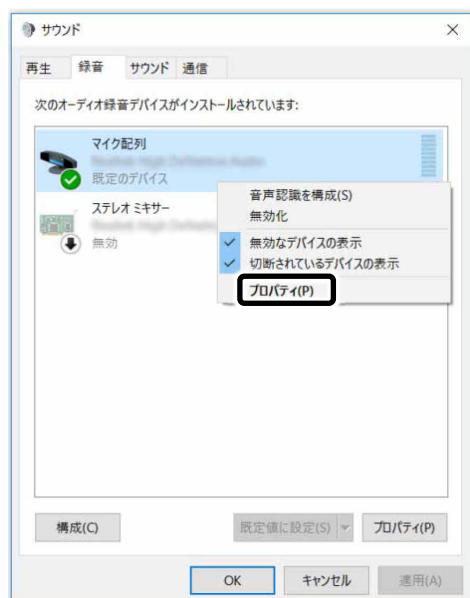 サウンド
再生 録音 サウンド 通信
次のオーディオ録音デバイスがインストールされています:
マイク配列
既定のデバイス
ステレオ ミキサー
無効
音声認識を構成(S)
無効化
無効なデバイスの表示
切断されているデバイスの表示
プロパティ(P)
構成(C) 既定値に設定(S) プロパティ(P)
OK キャンセル 適用(A)